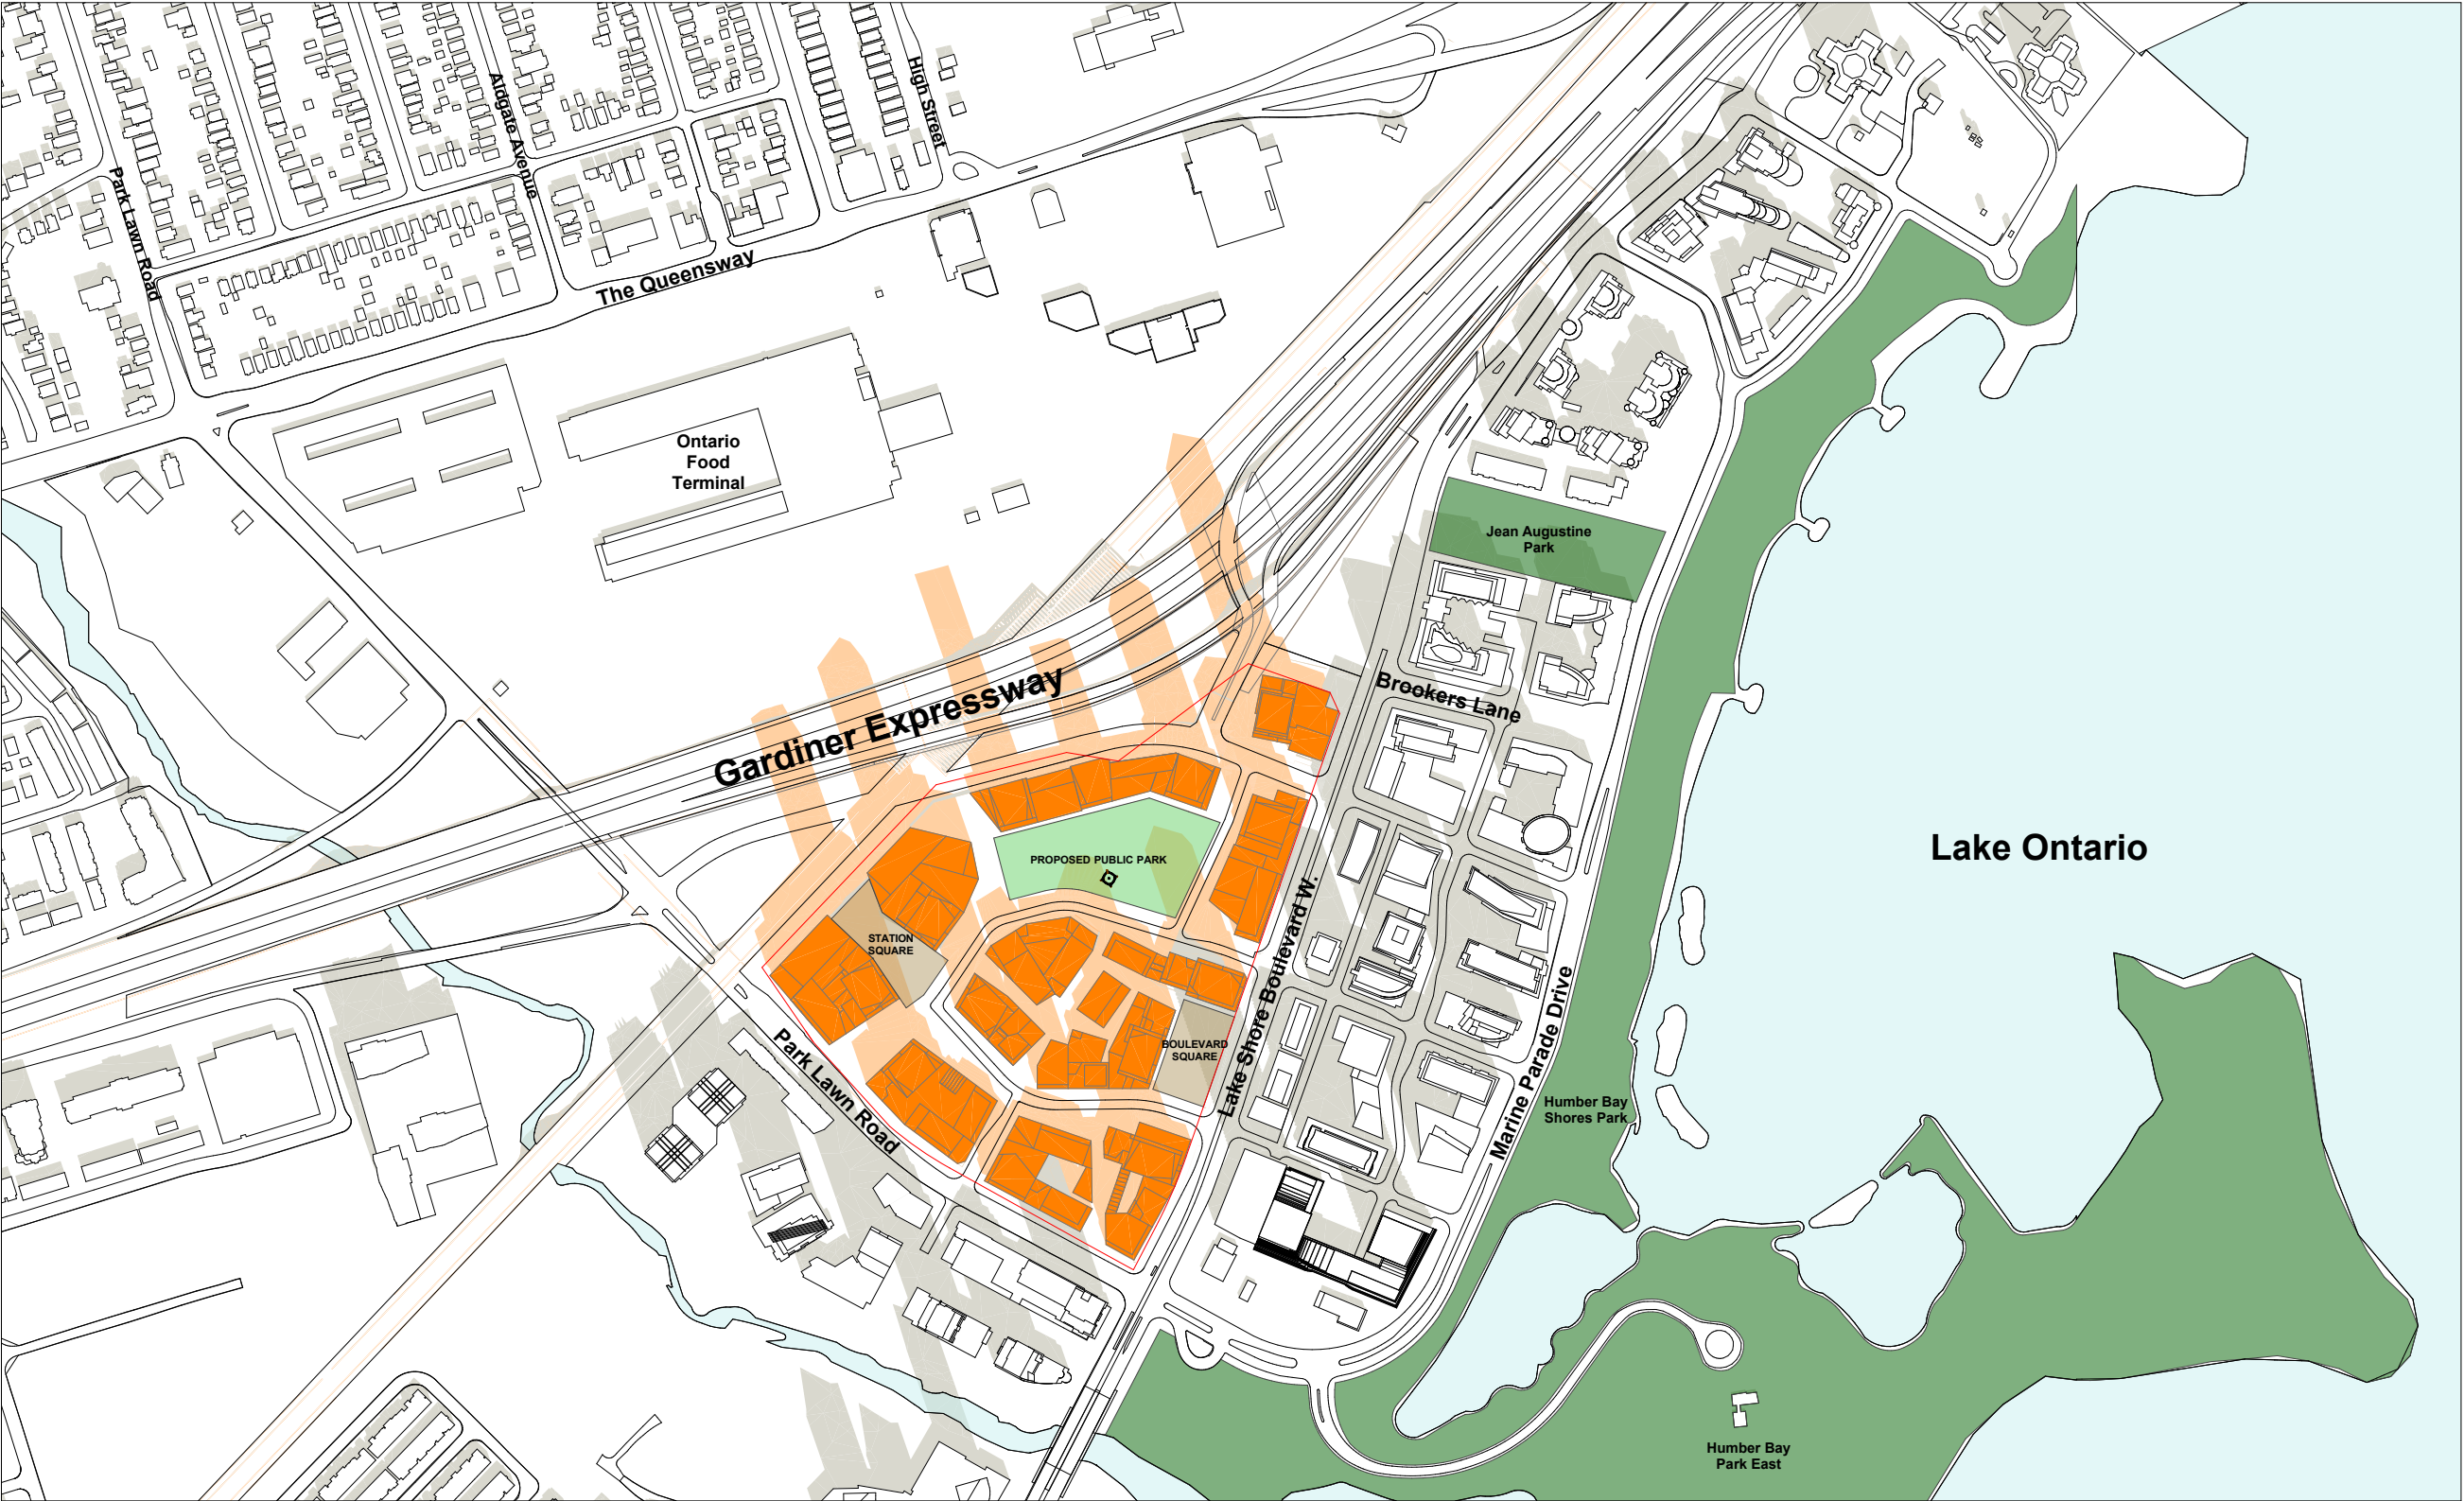 High Street
Aldgate Avenue
Park Lawn Road
The Queensway
Ontario
Food
Terminal
Jean Augustine
Park
Gardiner Expressway
Brookers Lane
PROPOSED PUBLIC PARK
Lake Ontario
STATION
SQUARE
Lake Shore Boulevard W.
BOULEVARD
SQUARE
Park Lawn Road
Marine Parade Drive
Humber Bay
Shores Park
Humber Bay
Park East